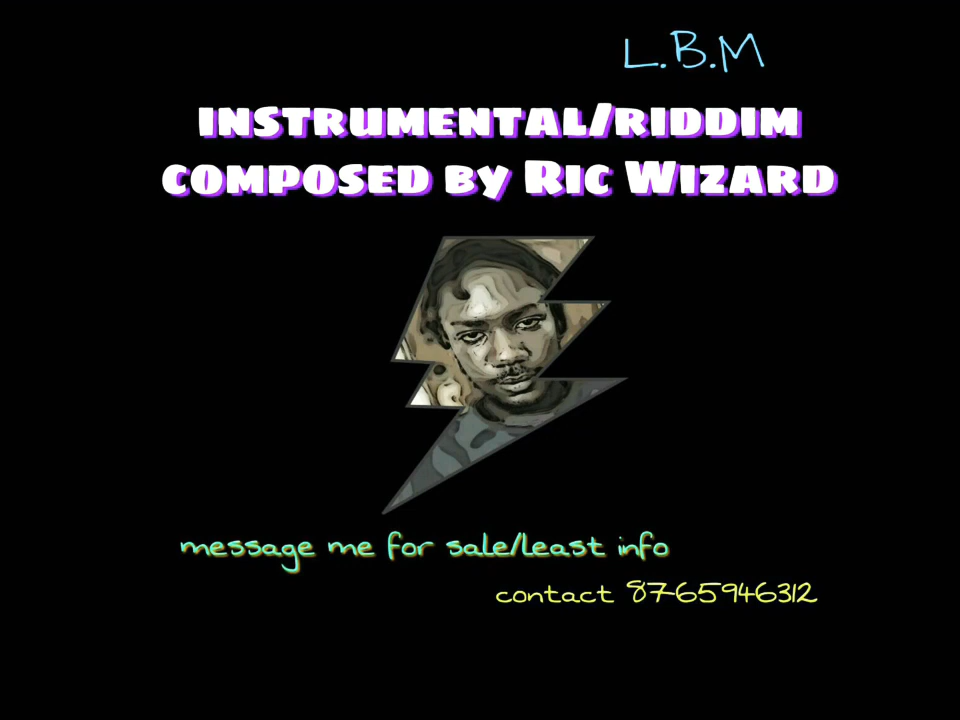 L.B.M
INSTRUMENTAL/RIDDIM
COMPOSED BY RIC WIZARD
message me for sale/least info
contact 8765946312